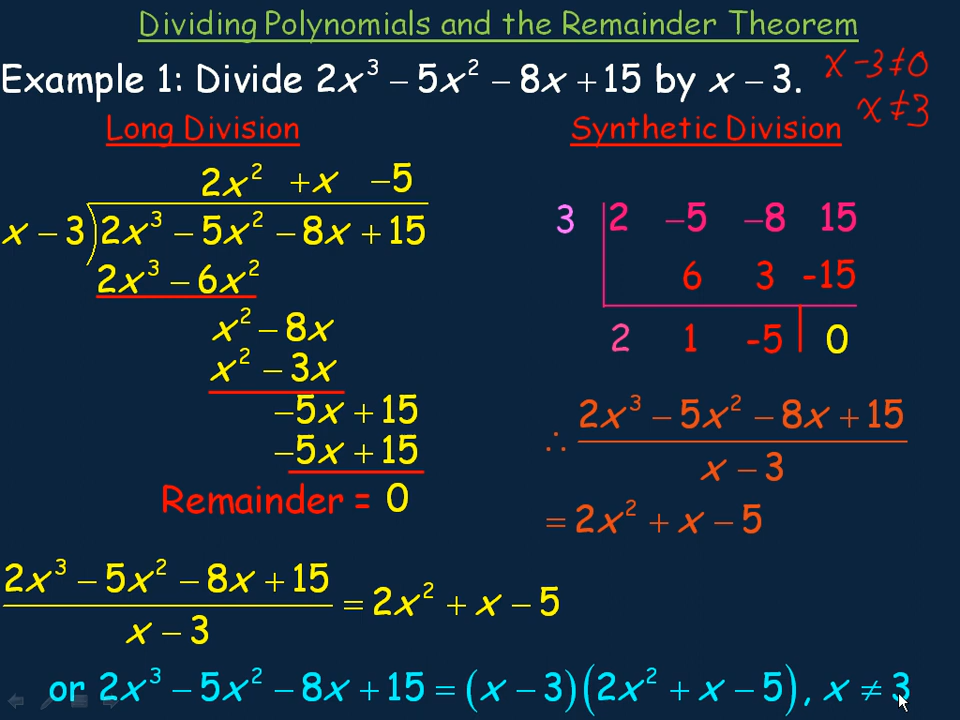 Dividing Polynomials and the Remainder Theorem
Example 1: Divide 2x³ − 5x² − 8x + 15 by x − 3.
x − 3 ≠ 0
x ≠ 3
Long Division
2x² + x − 5
x − 3)2x³ − 5x² − 8x + 15
2x³ − 6x²
x² − 8x
x² − 3x
−5x + 15
−5x + 15
Remainder = 0
Synthetic Division
3 | 2 −5 −8 15
6 3 -15
2 1 -5 | 0
∴ (2x³ − 5x² − 8x + 15)/(x − 3)
= 2x² + x − 5
(2x³ − 5x² − 8x + 15)/(x − 3) = 2x² + x − 5
or 2x³ − 5x² − 8x + 15 = (x − 3)(2x² + x − 5), x ≠ 3